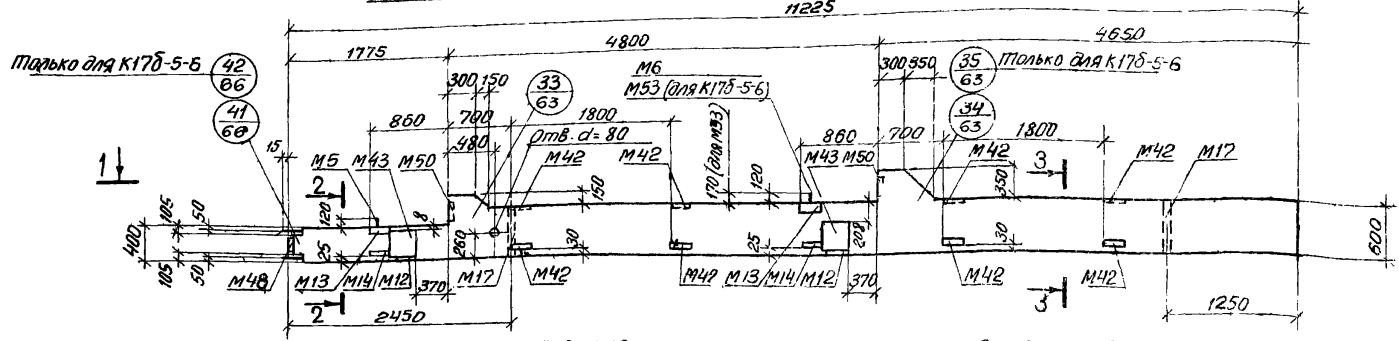 11225
1775
4800
4650
Только для К17б-5-6
42
66
41
66
300
150
33
63
М6
М53 (для К17б-5-6)
300
350
35
63
Только для К17б-5-6
34
63
860
700
1800
480
Отв. d=80
170 (для М53)
860
700
1800
15
1
2
М5
М43
М50
М42
М42
120
М43
М50
М42
3
М42
М17
150
350
400
105
50
120
8
260
30
25
208
30
600
105
50
25
М48
М13
М14
М12
М17
М42
М42
М13
М14
М12
М42
М42
370
370
2
2450
3
1250